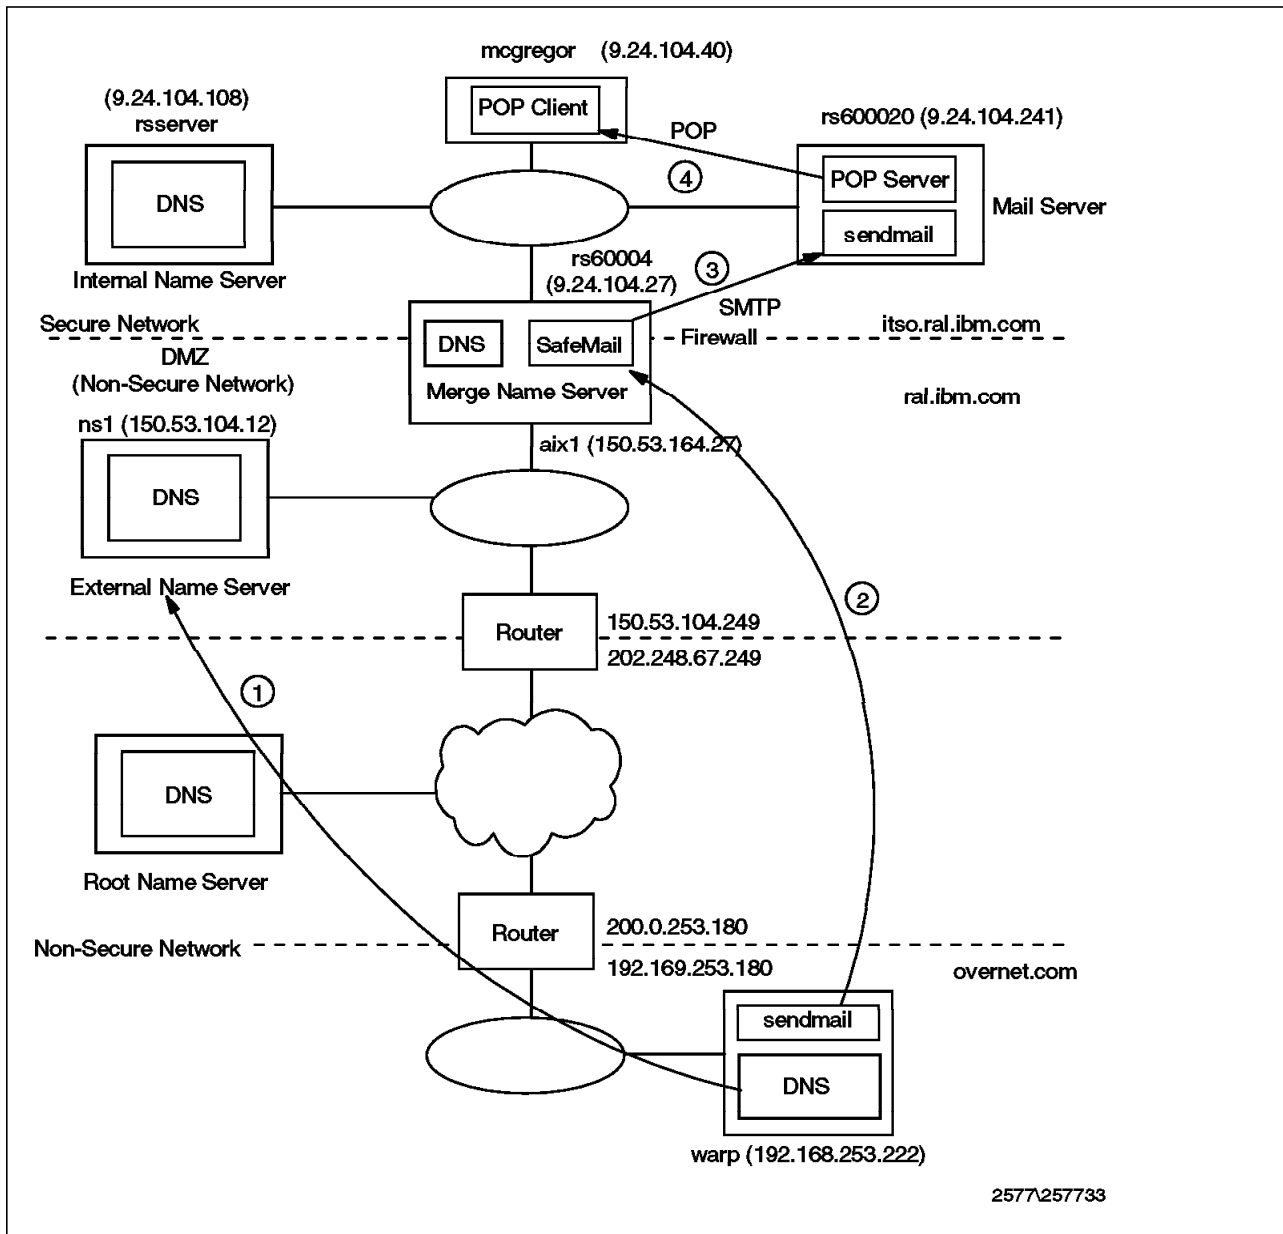 mcgregor (9.24.104.40)
(9.24.104.108)
rsserver
POP Client
rs600020 (9.24.104.241)
POP
DNS
4
POP Server
Mail Server
sendmail
Internal Name Server
rs60004
(9.24.104.27)
3
SMTP
Secure Network
Firewall
itso.ral.ibm.com
DNS
SafeMail
DMZ
(Non-Secure Network)
Merge Name Server
ral.ibm.com
ns1 (150.53.104.12)
aix1 (150.53.164.27)
DNS
External Name Server
2
Router
150.53.104.249
202.248.67.249
1
DNS
Root Name Server
Router
200.0.253.180
Non-Secure Network
192.169.253.180
overnet.com
sendmail
DNS
warp (192.168.253.222)
2577\257733